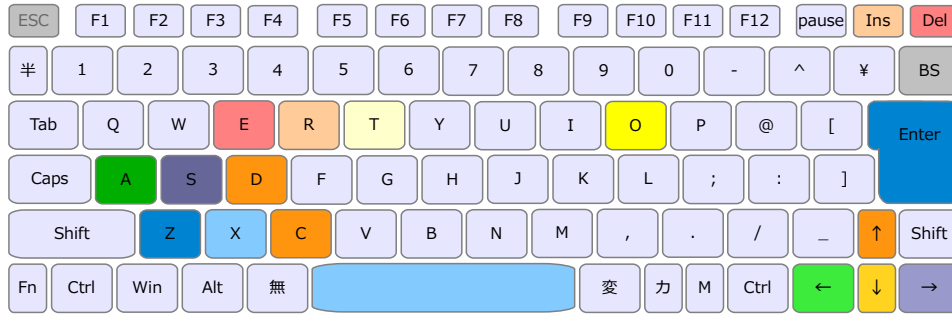 ESC F1 F2 F3 F4 F5 F6 F7 F8 F9 F10 F11 F12 pause Ins Del
半 1 2 3 4 5 6 7 8 9 0 - ^ ¥ BS
Tab Q W E R T Y U I O P @ [ Enter
Caps A S D F G H J K L ; : ]
Shift Z X C V B N M , . / _ ↑ Shift
Fn Ctrl Win Alt 無 変 カ M Ctrl ← ↓ →